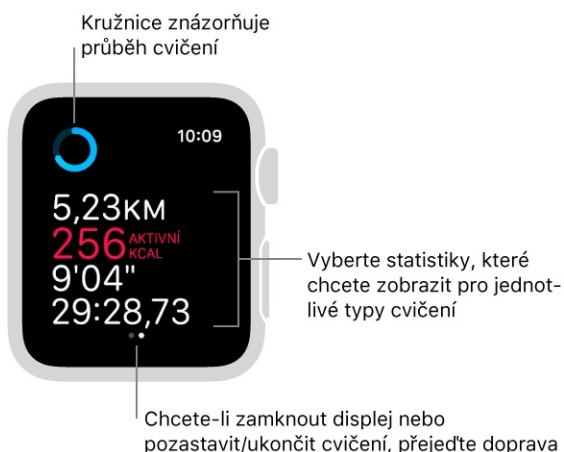 Kružnice znázorňuje
průběh cvičení
10:09
5,23KM
256 AKTIVNÍ
KCAL
9'04"
29:28,73
Vyberte statistiky, které
chcete zobrazit pro jednot-
livé typy cvičení
Chcete-li zamknout displej nebo
pozastavit/ukončit cvičení, přejeďte doprava